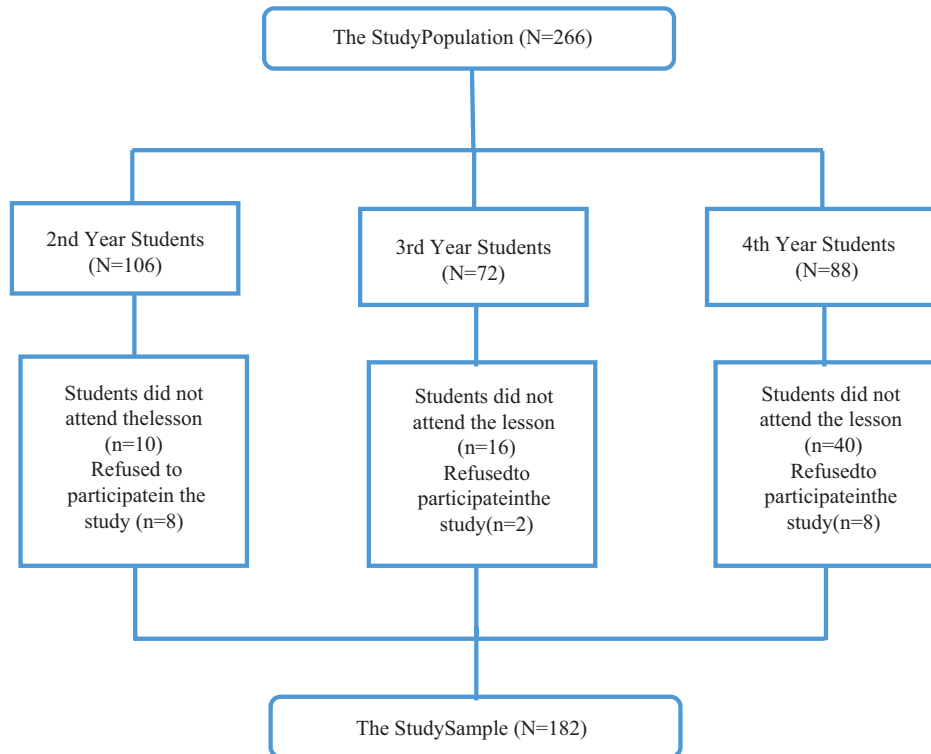 The StudyPopulation (N=266)
2nd Year Students
(N=106)
3rd Year Students
(N=72)
4th Year Students
(N=88)
Students did not
attend thelesson
(n=10)
Refused to
participatein the
study (n=8)
Students did not
attend the lesson
(n=16)
Refusedto
participateinthe
study(n=2)
Students did not
attend the lesson
(n=40)
Refusedto
participateinthe
study(n=8)
The StudySample (N=182)